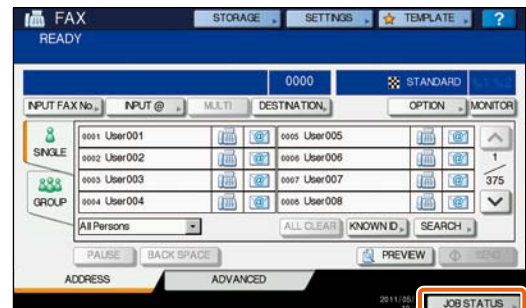 FAX STORAGE SETTINGS TEMPLATE ?
READY
0000 STANDARD
INPUT FAX No. INPUT @ MULTI DESTINATION OPTION MONITOR
SINGLE
GROUP
0001 User001 0005 User005
0002 User002 0006 User006
0003 User003 0007 User007
0004 User004 0008 User008
1
375
All Persons ALL CLEAR KNOWN ID SEARCH
PAUSE BACK SPACE PREVIEW SEND
ADDRESS ADVANCED
2011/05/
JOB STATUS